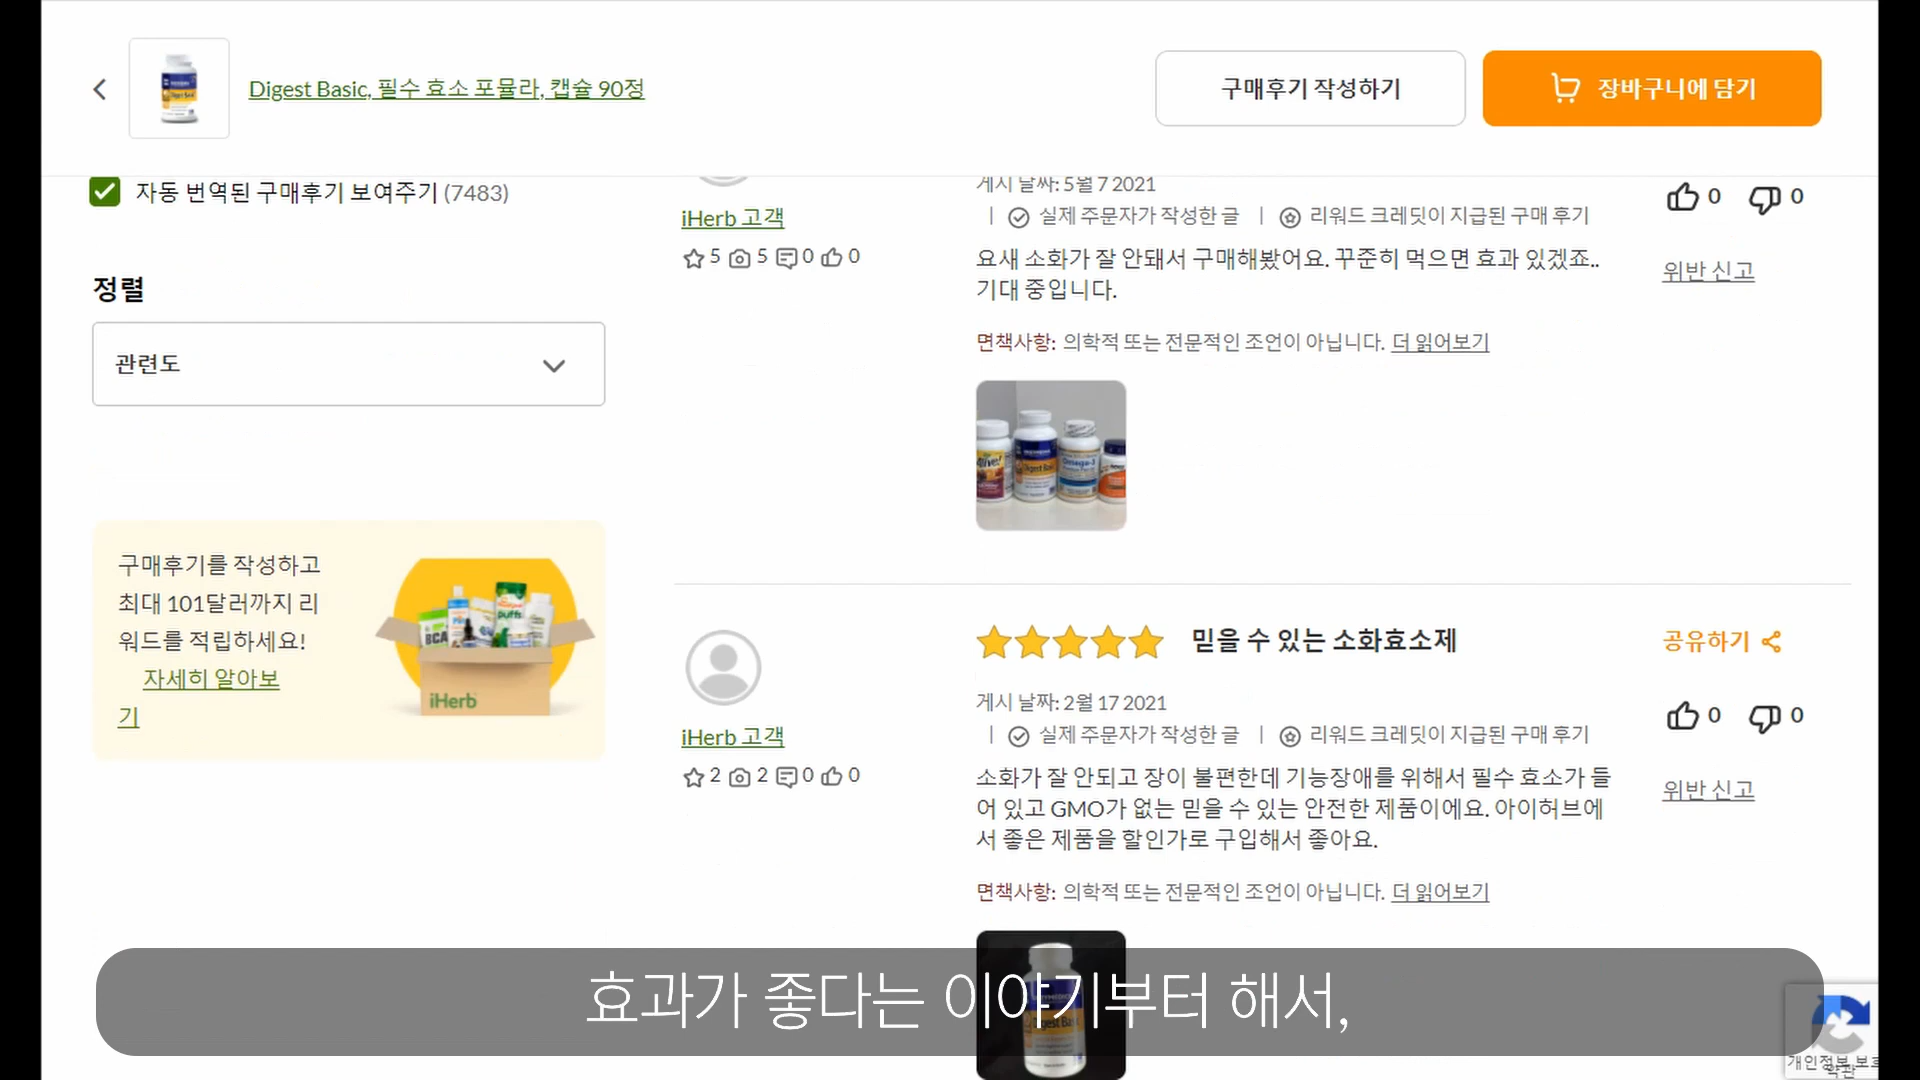 Digest Basic, 필수 효소 포뮬라, 캡슐 90정
구매후기 작성하기
장바구니에 담기
자동 번역된 구매후기 보여주기 (7483)
정렬
관련도
구매후기를 작성하고
최대 101달러까지 리
워드를 적립하세요!
자세히 알아보
기
iHerb
iHerb 고객
5 5 0 0
게시 날짜: 5월 7 2021
| 실제 주문자가 작성한 글 | 리워드 크레딧이 지급된 구매 후기
요새 소화가 잘 안돼서 구매해봤어요. 꾸준히 먹으면 효과 있겠죠..
기대 중입니다.
면책사항: 의학적 또는 전문적인 조언이 아닙니다. 더 읽어보기
0 0
위반 신고
Alive!
Digest Basic
Omega-3
iHerb 고객
2 2 0 0
믿을 수 있는 소화효소제
공유하기
게시 날짜: 2월 17 2021
| 실제 주문자가 작성한 글 | 리워드 크레딧이 지급된 구매 후기
소화가 잘 안되고 장이 불편한데 기능장애를 위해서 필수 효소가 들
어 있고 GMO가 없는 믿을 수 있는 안전한 제품이에요. 아이허브에
서 좋은 제품을 할인가로 구입해서 좋아요.
면책사항: 의학적 또는 전문적인 조언이 아닙니다. 더 읽어보기
0 0
위반 신고
Digest Basic
효과가 좋다는 이야기부터 해서,
개인정보 보호
약관